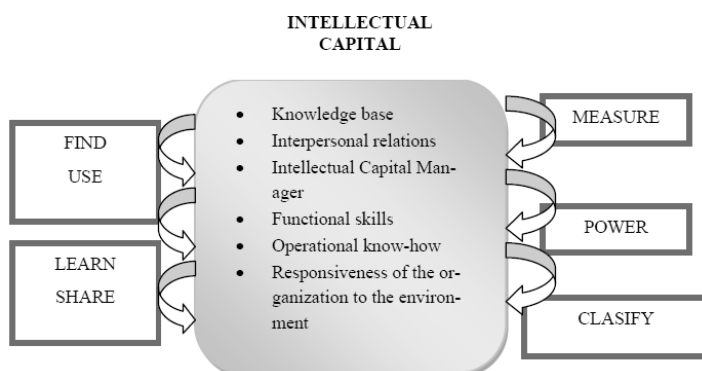 INTELLECTUAL
CAPITAL
FIND
USE
LEARN
SHARE
• Knowledge base
• Interpersonal relations
• Intellectual Capital Man-
ager
• Functional skills
• Operational know-how
• Responsiveness of the or-
ganization to the environ-
ment
MEASURE
POWER
CLASIFY